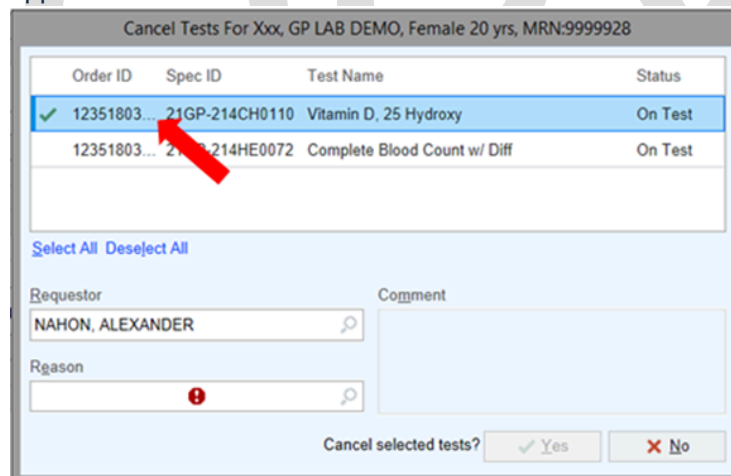 Cancel Tests For Xxx, GP LAB DEMO, Female 20 yrs, MRN:9999928
Order ID Spec ID Test Name Status
12351803... 21GP-214CH0110 Vitamin D, 25 Hydroxy On Test
12351803... Complete Blood Count w/ Diff On Test
Select All Deselect All
Requestor Comment
NAHON, ALEXANDER
Reason
Cancel selected tests? Yes No